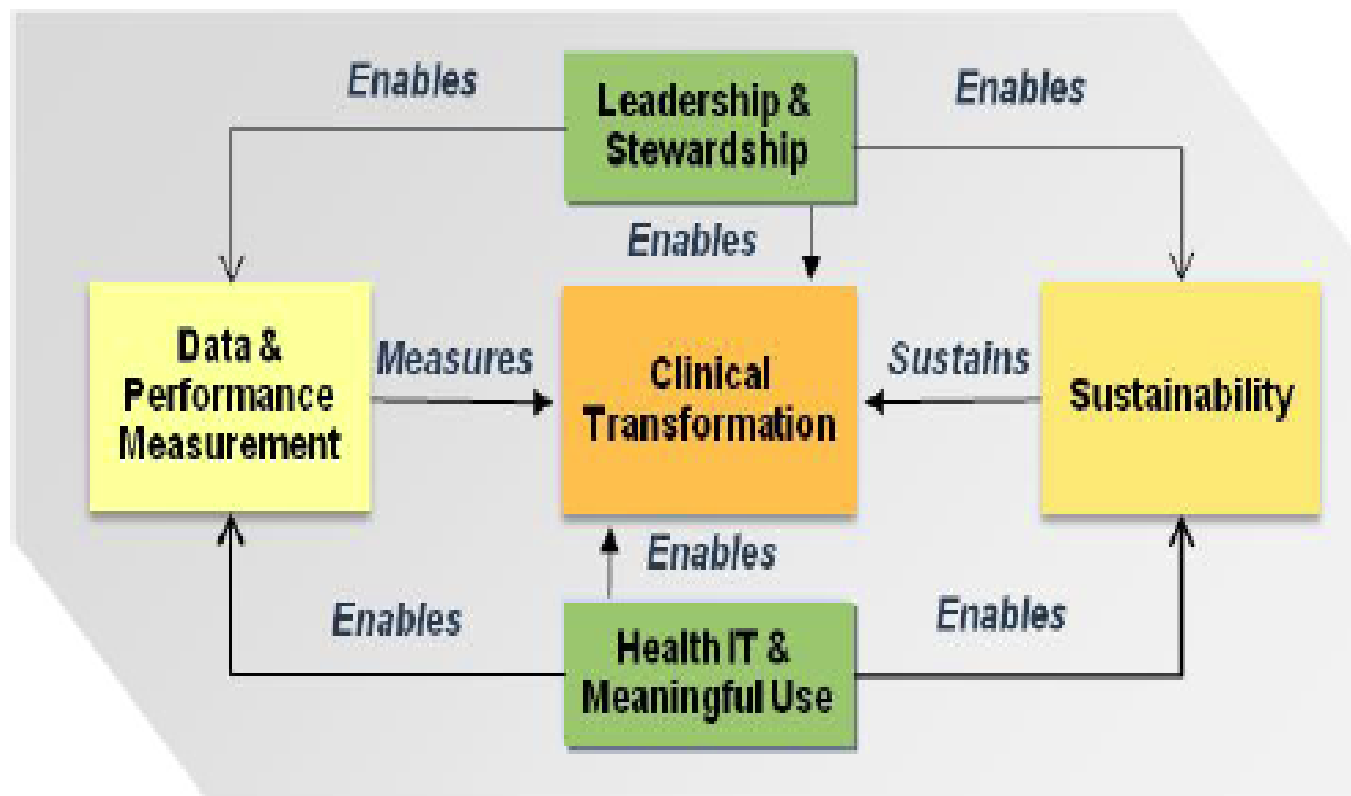 Enables
Leadership &
Stewardship
Enables
Enables
Data &
Performance
Measurement
Measures
Clinical
Transformation
Sustains
Sustainability
Enables
Enables
Health IT &
Meaningful Use
Enables